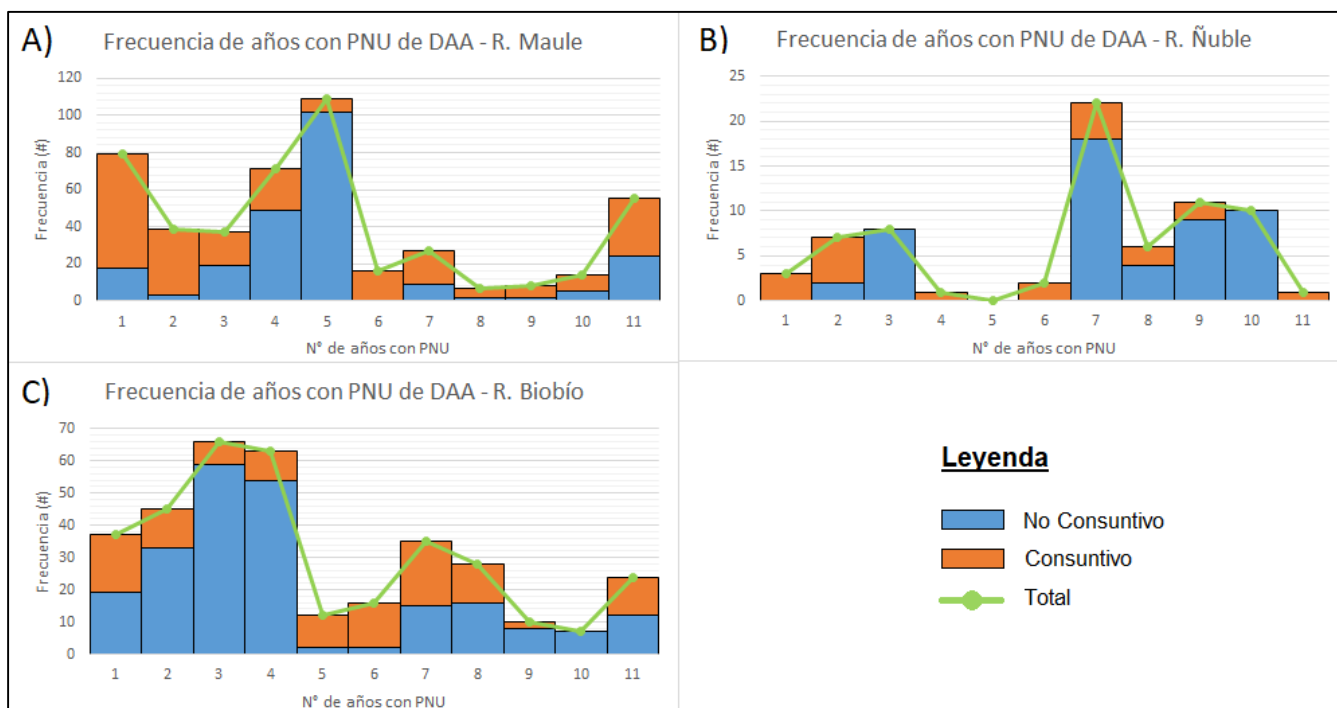 A)
Frecuencia de años con PNU de DAA - R. Maule
Frecuencia (#)
120
100
80
60
40
20
0
1 2 3 4 5 6 7 8 9 10 11
N° de años con PNU
B)
Frecuencia de años con PNU de DAA - R. Ñuble
Frecuencia (#)
25
20
15
10
5
0
1 2 3 4 5 6 7 8 9 10 11
N° de años con PNU
C)
Frecuencia de años con PNU de DAA - R. Biobío
Frecuencia (#)
70
60
50
40
30
20
10
0
1 2 3 4 5 6 7 8 9 10 11
N° de años con PNU
Leyenda
No Consuntivo
Consuntivo
Total